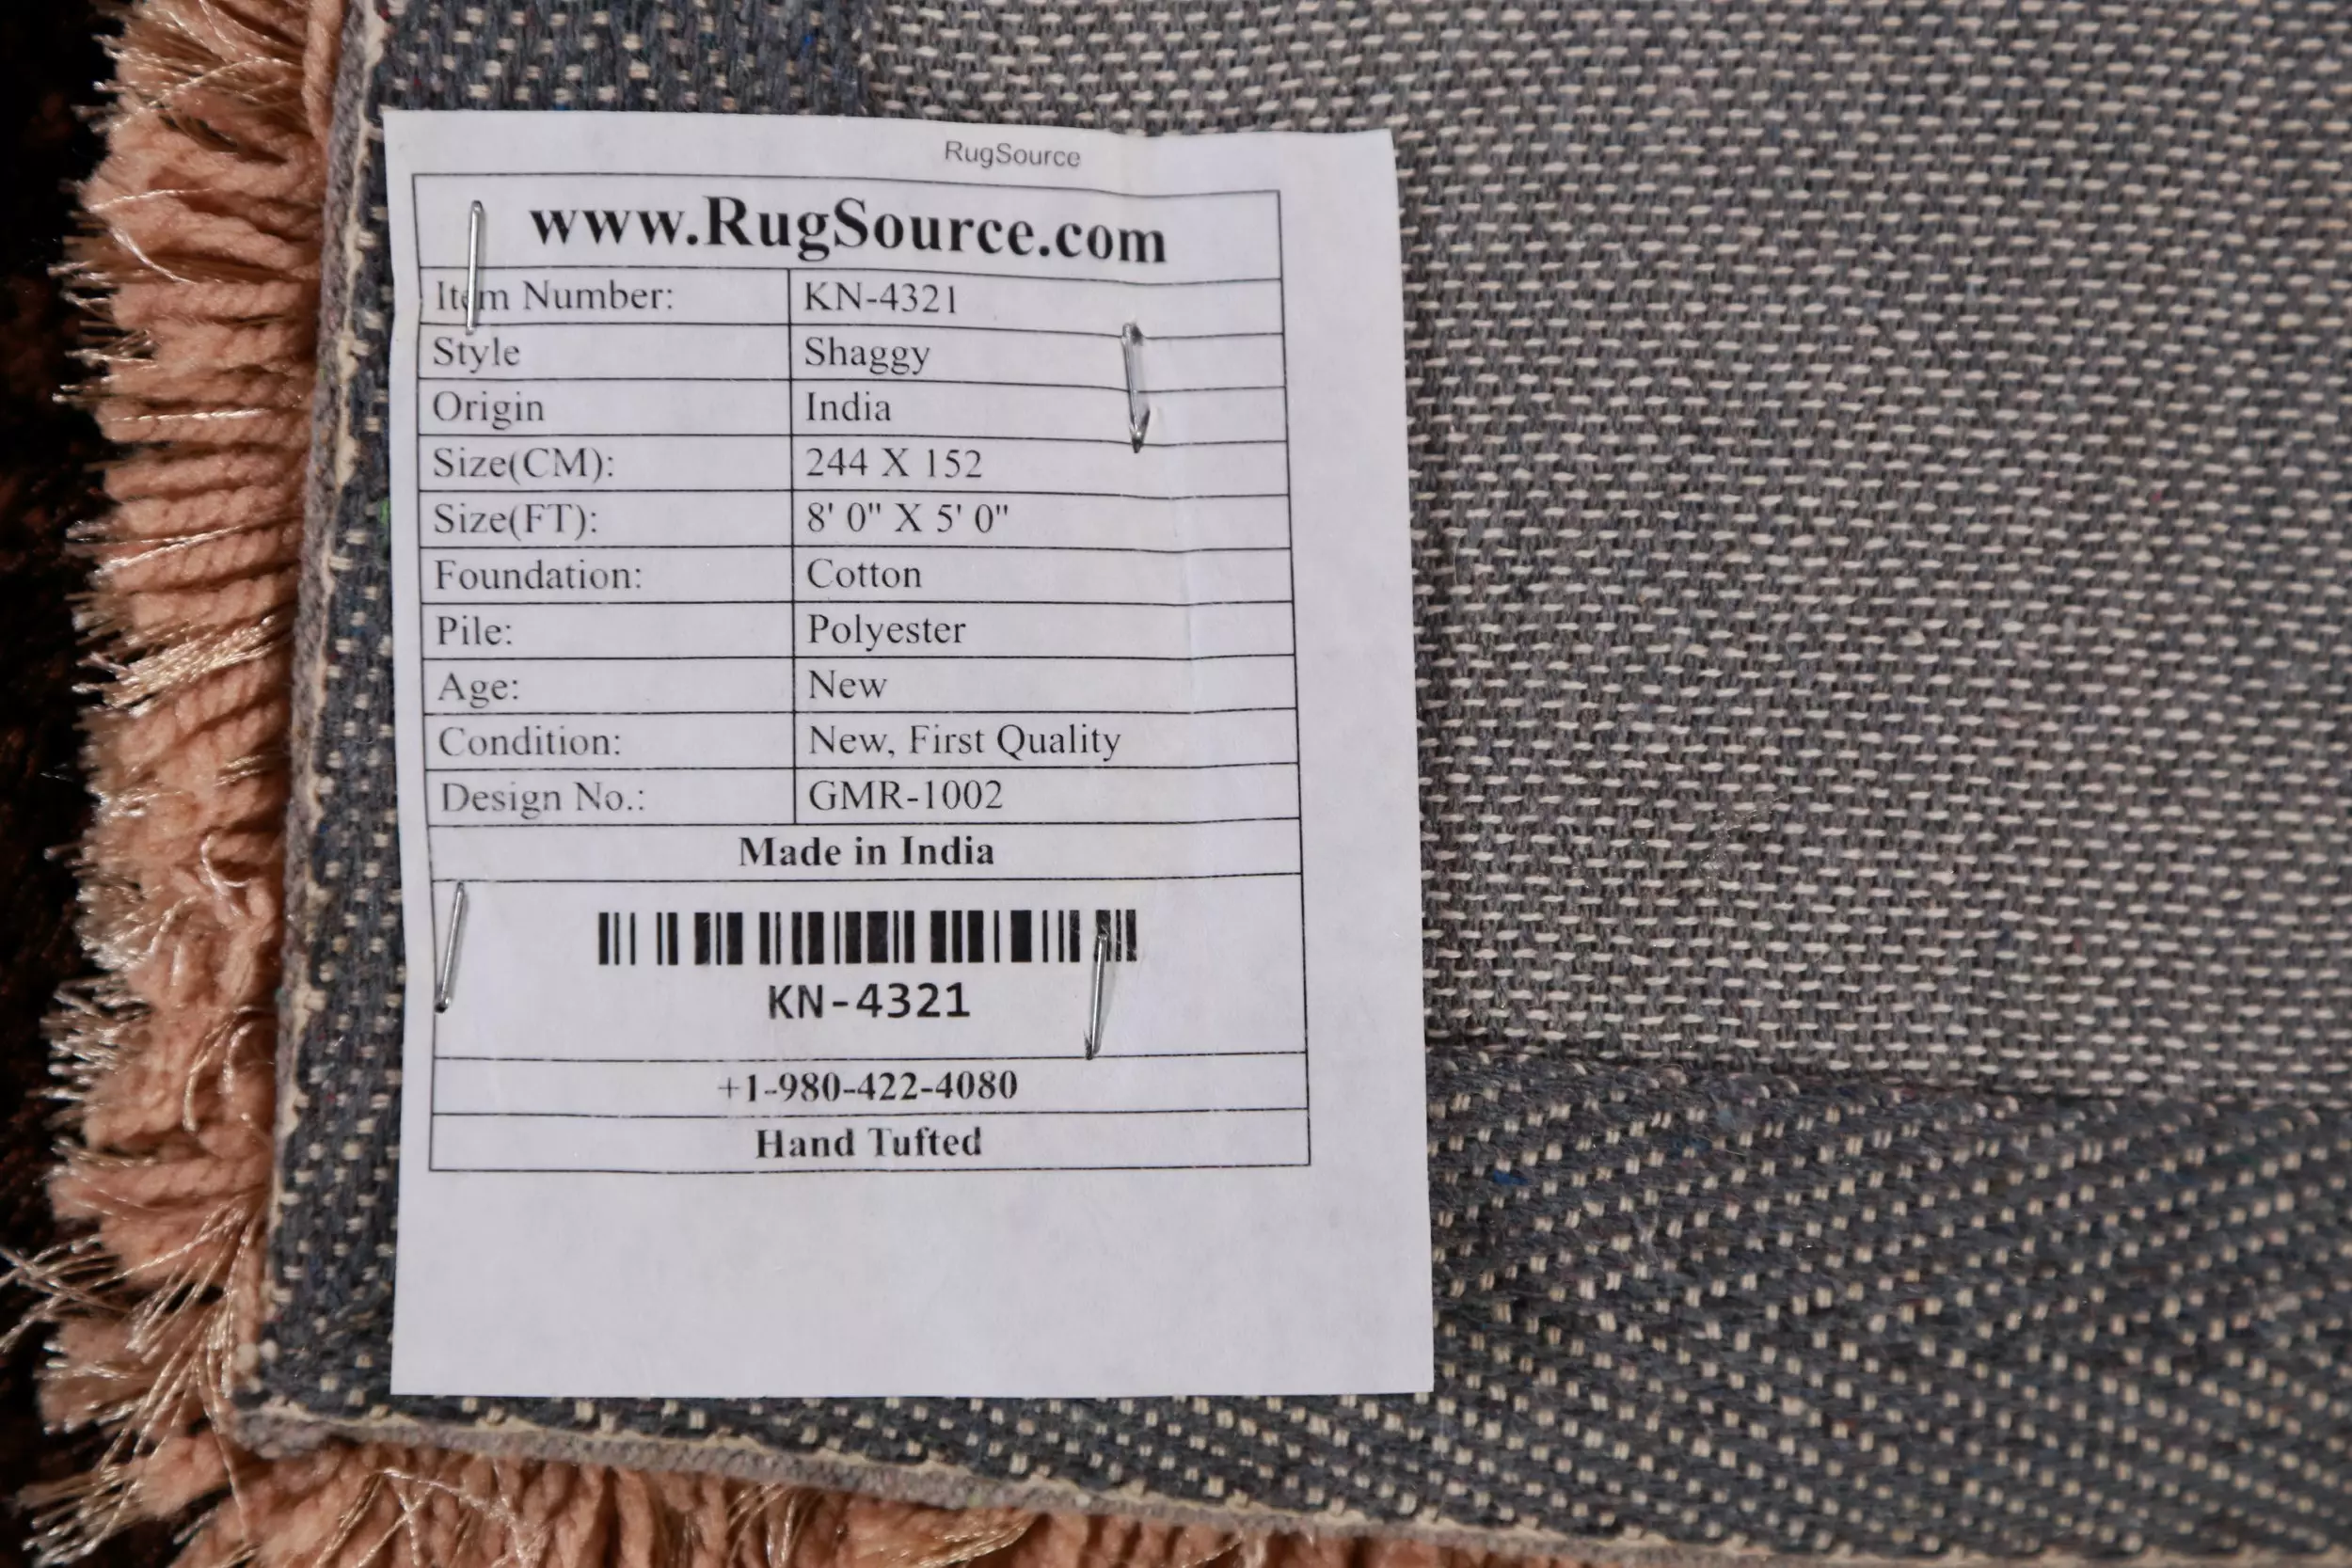 RugSource
www.RugSource.com
Item Number: KN-4321
Style Shaggy
Origin India
Size(CM): 244 X 152
Size(FT): 8' 0" X 5' 0"
Foundation: Cotton
Pile: Polyester
Age: New
Condition: New, First Quality
Design No.: GMR-1002
Made in India
KN-4321
+1-980-422-4080
Hand Tufted